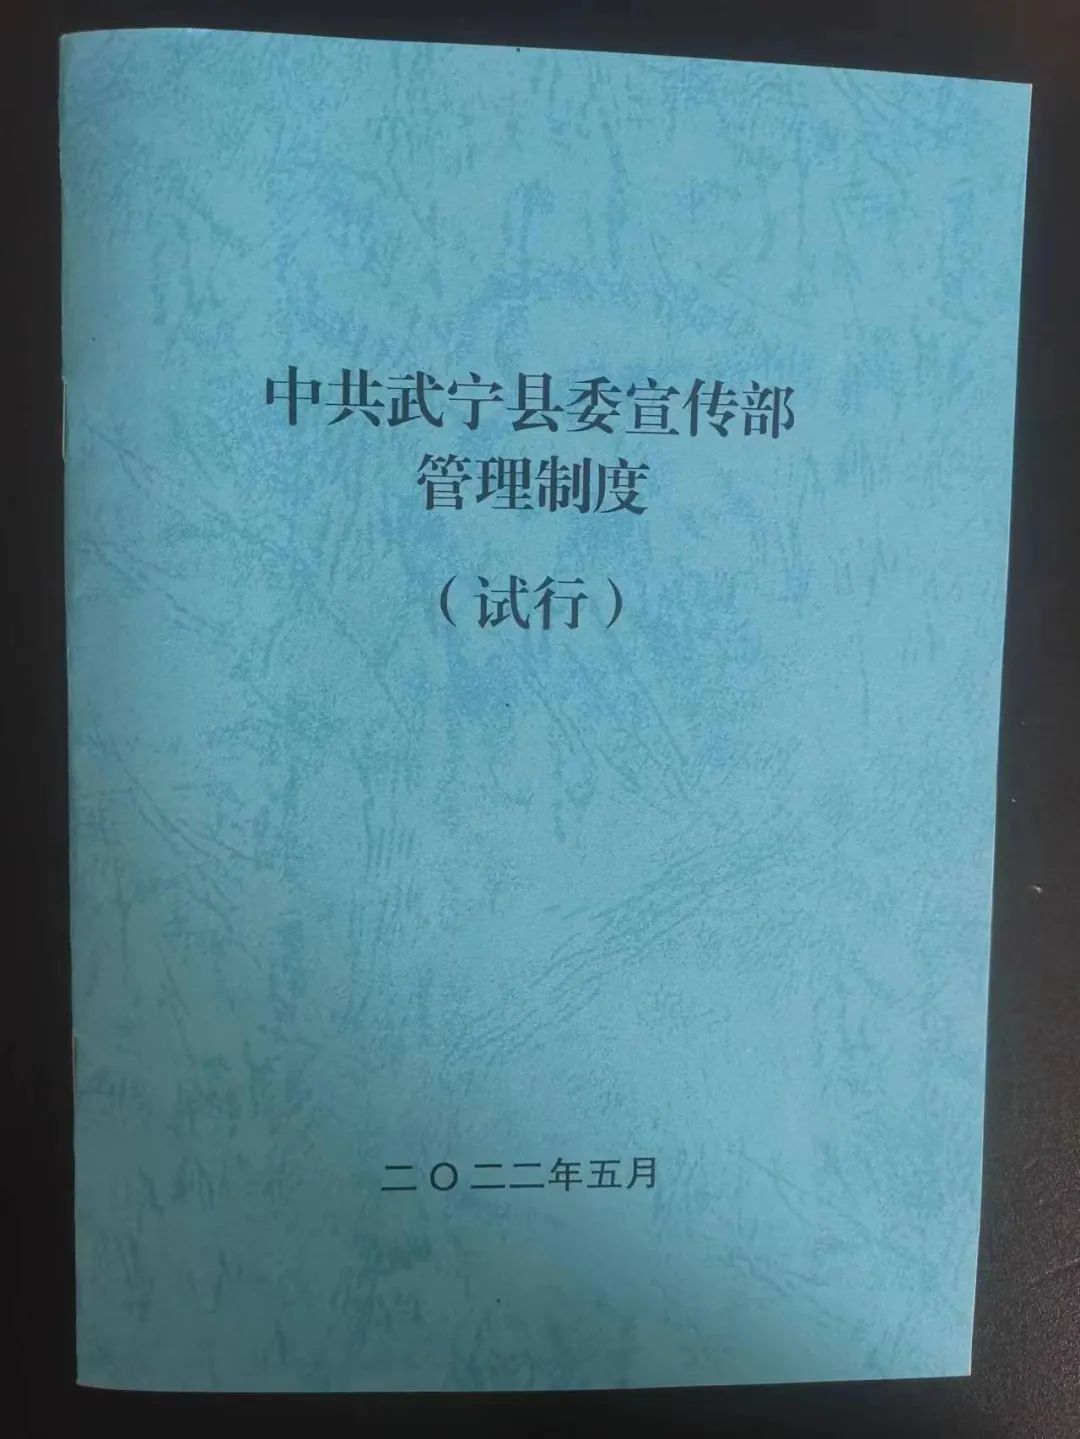 中共武宁县委宣传部
管理制度
（试行）
二〇二二年五月